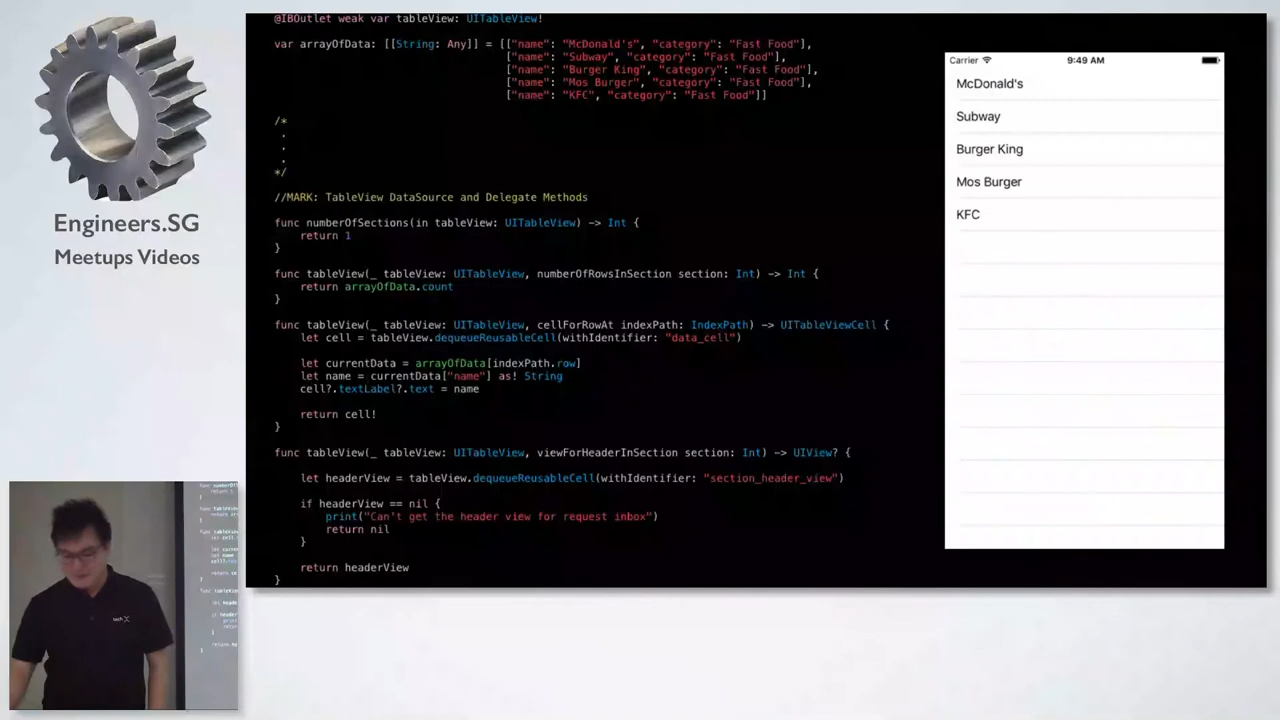 Engineers.SG
Meetups Videos
@IBOutlet weak var tableView: UITableView!
var arrayOfData: [[String: Any]] = [["name": "McDonald's", "category": "Fast Food"],
["name": "Subway", "category": "Fast Food"],
["name": "Burger King", "category": "Fast Food"],
["name": "Mos Burger", "category": "Fast Food"],
["name": "KFC", "category": "Fast Food"]]
/*
.
.
.
*/
//MARK: TableView DataSource and Delegate Methods
func numberOfSections(in tableView: UITableView) -> Int {
return 1
}
func tableView(_ tableView: UITableView, numberOfRowsInSection section: Int) -> Int {
return arrayOfData.count
}
func tableView(_ tableView: UITableView, cellForRowAt indexPath: IndexPath) -> UITableViewCell {
let cell = tableView.dequeueReusableCell(withIdentifier: "data_cell")
let currentData = arrayOfData[indexPath.row]
let name = currentData["name"] as! String
cell?.textLabel?.text = name
return cell!
}
func tableView(_ tableView: UITableView, viewForHeaderInSection section: Int) -> UIView? {
let headerView = tableView.dequeueReusableCell(withIdentifier: "section_header_view")
if headerView == nil {
print("Can't get the header view for request inbox")
return nil
}
return headerView
}
Carrier 9:49 AM
McDonald's
Subway
Burger King
Mos Burger
KFC
tech X